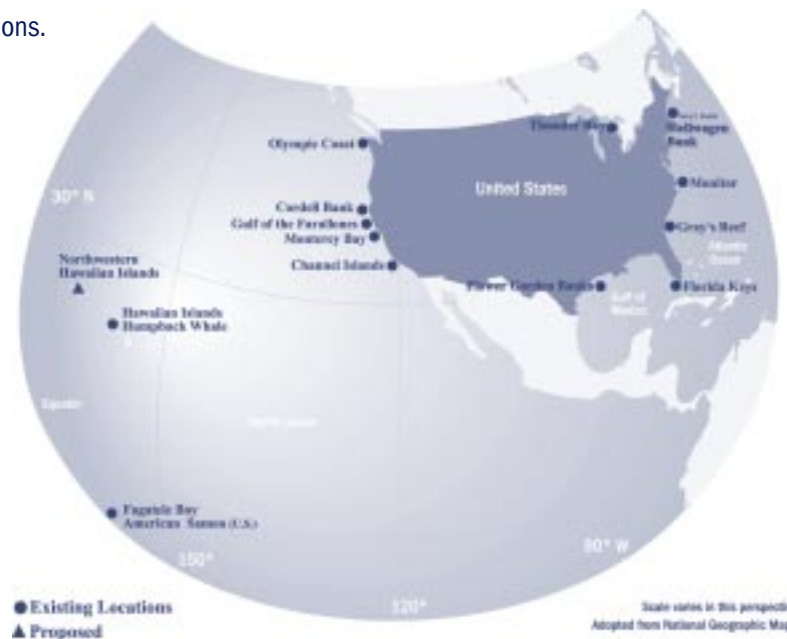 ons.
Olympic Coast
Thunder Bay
Stellwagen
Bank
United States
Monitor
30° N
Cordell Bank
Gulf of the Farallones
Monterey Bay
Gray's Reef
Atlantic
Ocean
Northwestern
Hawaiian Islands
Channel Islands
Flower Garden Banks
Florida Keys
Gulf of
Mexico
Hawaiian Islands
Humpback Whale
Equator
Pacific Ocean
Fagatele Bay
American Samoa (U.S.)
150°
90° W
120°
Existing Locations
Proposed
Scale varies in this perspecti
Adopted from National Geographic Map